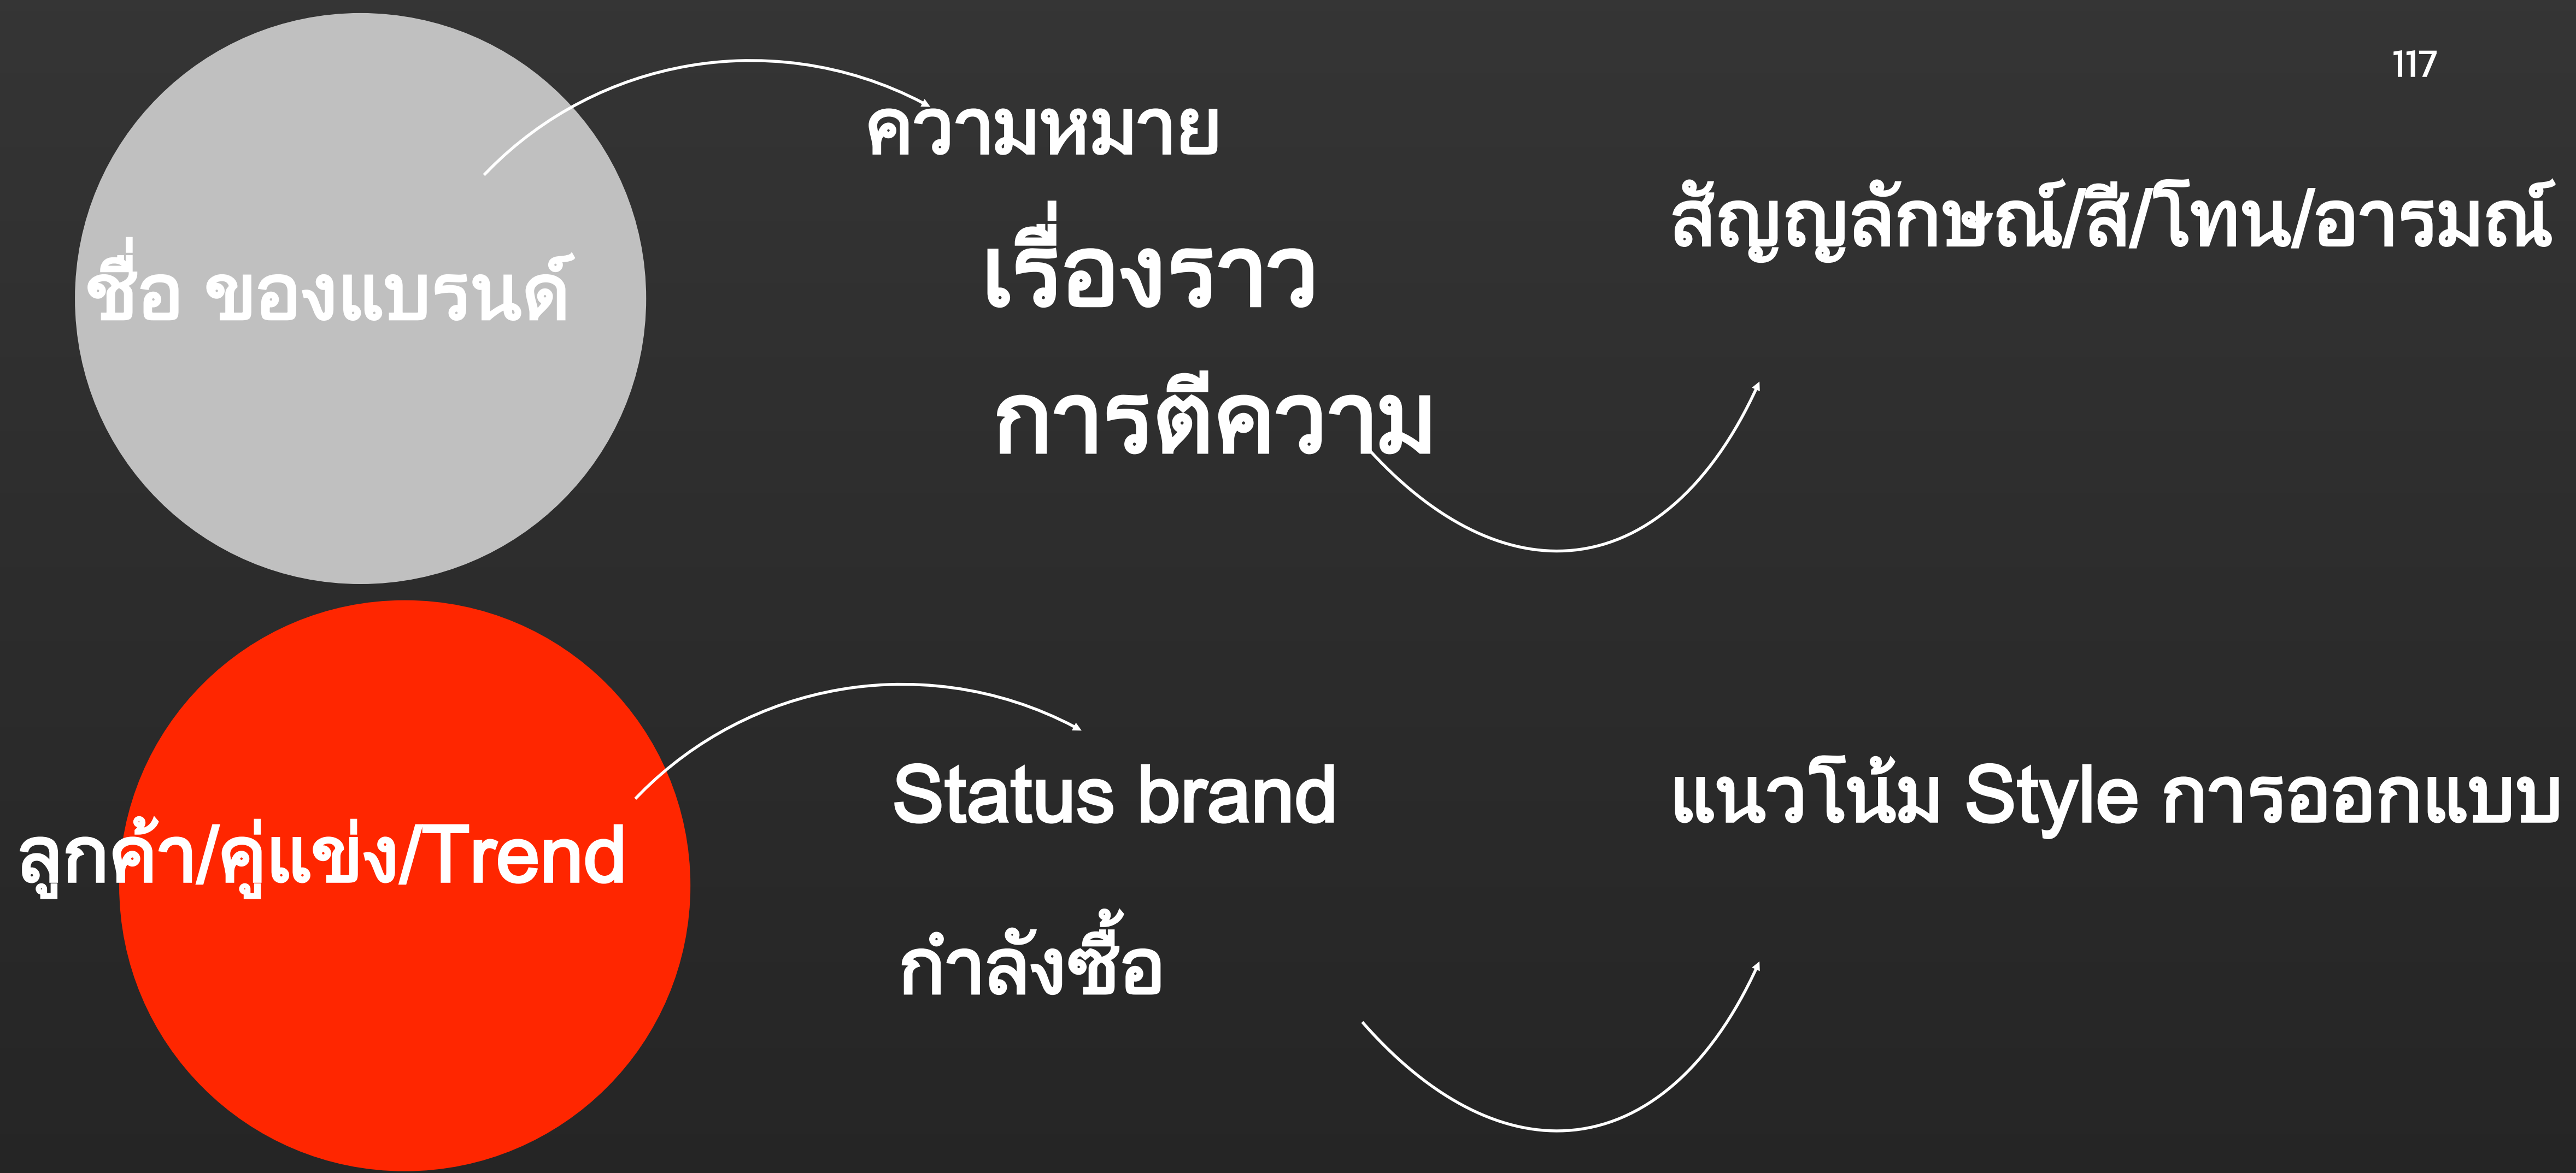 117
ชื่อ ของแบรนด์
ความหมาย
เรื่องราว
การตีความ
สัญญลักษณ์/สี/โทน/อารมณ์
ลูกค้า/คู่แข่ง/Trend
Status brand
กำลังซื้อ
แนวโน้ม Style การออกแบบ